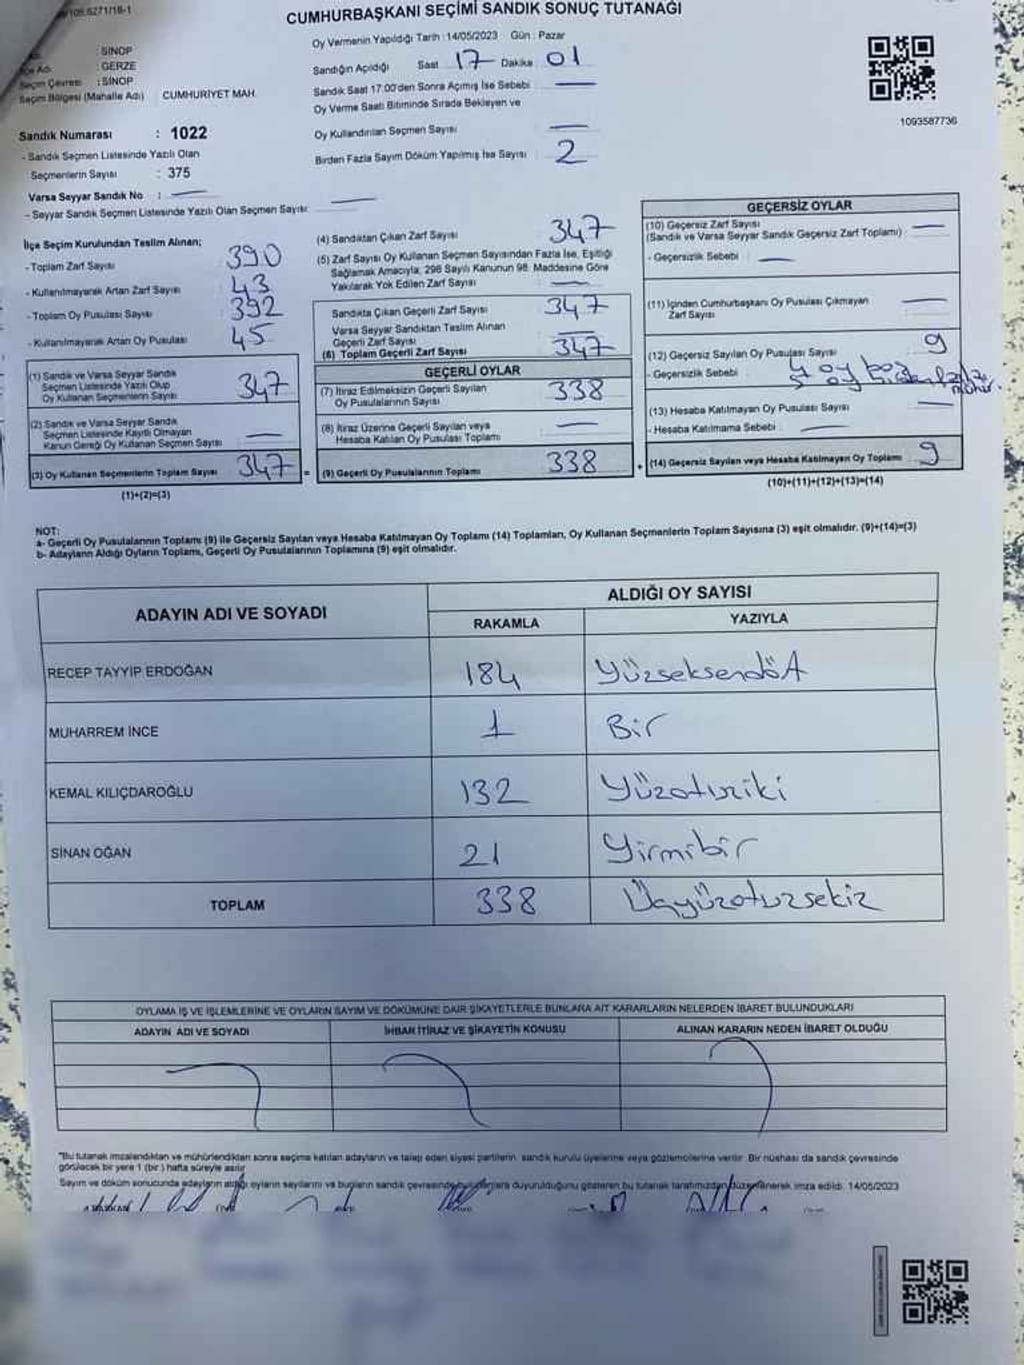 CUMHURBAŞKANI SEÇİMİ SANDIK SONUÇ TUTANAĞI
: SİNOP
İlçe Adı : GERZE
Seçim Çevresi : SİNOP
Seçim Bölgesi (Mahalle Adı) CUMHURİYET MAH.
Sandık Numarası : 1022
- Sandık Seçmen Listesinde Yazılı Olan
Seçmenlerin Sayısı : 375
Varsa Seyyar Sandık No : —
- Seyyar Sandık Seçmen Listesinde Yazılı Olan Seçmen Sayısı: —
Oy Vermenin Yapıldığı Tarih : 14/05/2023 Gün : Pazar
Sandığın Açıldığı Saat 17 Dakika 01
Sandık Saat 17.00'den Sonra Açımış İse Sebebi —
Oy Verme Saati Bitiminde Sırada Bekleyen ve
Oy Kullandırılan Seçmen Sayısı —
Birden Fazla Sayım Döküm Yapılmış İse Sayısı 2
1093587736
İlçe Seçim Kurulundan Teslim Alınan;
- Toplam Zarf Sayısı 390
- Kullanılmayarak Artan Zarf Sayısı 43
- Toplam Oy Pusulası Sayısı 392
- Kullanılmayarak Artan Oy Pusulası 45
(1) Sandık ve Varsa Seyyar Sandık
Seçmen Listesinde Yazılı Olup
Oy Kullanan Seçmenlerin Sayısı 347
(2) Sandık ve Varsa Seyyar Sandık
Seçmen Listesinde Kayıtlı Olmayan
Kanun Gereği Oy Kullanan Seçmen Sayısı —
(3) Oy Kullanan Seçmenlerin Toplam Sayısı 347 =
(1)+(2)=(3)
(4) Sandıktan Çıkan Zarf Sayısı 347
(5) Zarf Sayısı Oy Kullanan Seçmen Sayısından Fazla İse, Eşitliği
Sağlamak Amacıyla, 298 Sayılı Kanunun 98. Maddesine Göre
Yakılarak Yok Edilen Zarf Sayısı —
Sandıkta Çıkan Geçerli Zarf Sayısı 347
Varsa Seyyar Sandıktan Teslim Alınan
Geçerli Zarf Sayısı —
(6) Toplam Geçerli Zarf Sayısı 347
GEÇERLİ OYLAR
(7) İtiraz Edilmeksizin Geçerli Sayılan
Oy Pusulalarının Sayısı 338
(8) İtiraz Üzerine Geçerli Sayılan veya
Hesaba Katılan Oy Pusulası Toplamı —
(9) Geçerli Oy Pusulalarının Toplamı 338 +
GEÇERSİZ OYLAR
(10) Geçersiz Zarf Sayısı
(Sandık ve Varsa Seyyar Sandık Geçersiz Zarf Toplamı) : —
- Geçersizlik Sebebi : —
(11) İçinden Cumhurbaşkanı Oy Pusulası Çıkmayan
Zarf Sayısı —
(12) Geçersiz Sayılan Oy Pusulası Sayısı 9
- Geçersizlik Sebebi : 4 oy boş
5 oy birden fazla
mühür.
(13) Hesaba Katılmayan Oy Pusulası Sayısı —
- Hesaba Katılmama Sebebi : —
(14) Geçersiz Sayılan veya Hesaba Katılmayan Oy Toplamı 9
(10)+(11)+(12)+(13)=(14)
NOT:
a- Geçerli Oy Pusulalarının Toplamı (9) ile Geçersiz Sayılan veya Hesaba Katılmayan Oy Toplamı (14) Toplamları, Oy Kullanan Seçmenlerin Toplam Sayısına (3) eşit olmalıdır. (9)+(14)=(3)
b- Adayların Aldığı Oyların Toplamı, Geçerli Oy Pusulalarının Toplamına (9) eşit olmalıdır.
ADAYIN ADI VE SOYADI ALDIĞI OY SAYISI
RAKAMLA YAZIYLA
RECEP TAYYİP ERDOĞAN 184 Yüzseksendört
MUHARREM İNCE 1 Bir
KEMAL KILIÇDAROĞLU 132 Yüzotuziki
SİNAN OĞAN 21 Yirmibir
TOPLAM 338 Üçyüzotuzsekiz
OYLAMA İŞ VE İŞLEMLERİNE VE OYLARIN SAYIM VE DÖKÜMÜNE DAİR ŞİKAYETLERLE BUNLARA AİT KARARLARIN NELERDEN İBARET BULUNDUKLARI
ADAYIN ADI VE SOYADI İHBAR İTİRAZ VE ŞİKAYETİN KONUSU ALINAN KARARIN NEDEN İBARET OLDUĞU
"Bu tutanak imzalandıktan ve mühürlendikten sonra seçime katılan adayların ve talep eden siyasi partilerin, sandık kurulu üyelerine veya gözlemcilerine verilir. Bir nüshası da sandık çevresinde
görülecek bir yere 1 (bir) hafta süreyle asılır
Sayım ve döküm sonucunda adayların aldığı oyların sayılarını ve bunların sandık çevresinde bulunanlara duyurulduğunu gösteren bu tutanak tarafımızdan düzenlenerek imza edildi. 14/05/2023